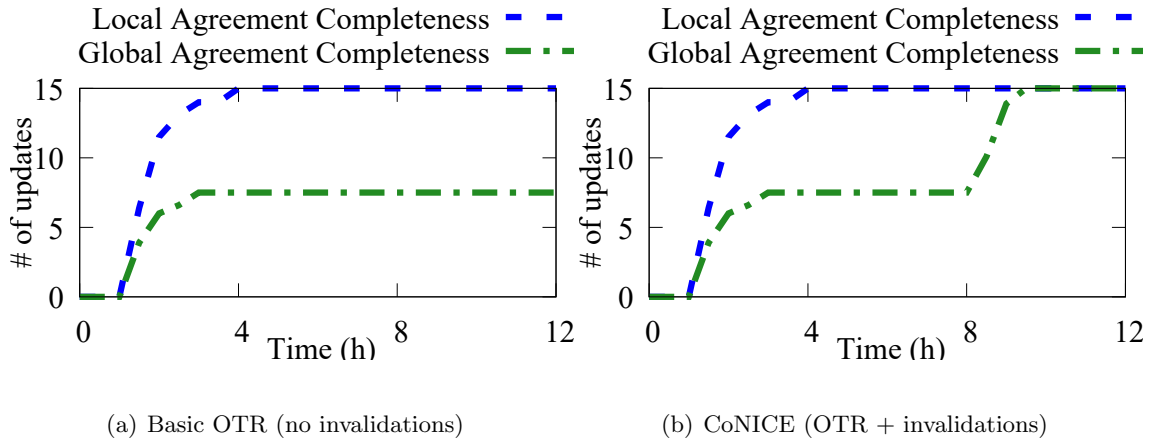 Local Agreement Completeness
Global Agreement Completeness
15
10
5
0
# of updates
0 4 8 12
Time (h)
(a) Basic OTR (no invalidations)
Local Agreement Completeness
Global Agreement Completeness
15
10
5
0
# of updates
0 4 8 12
Time (h)
(b) CoNICE (OTR + invalidations)